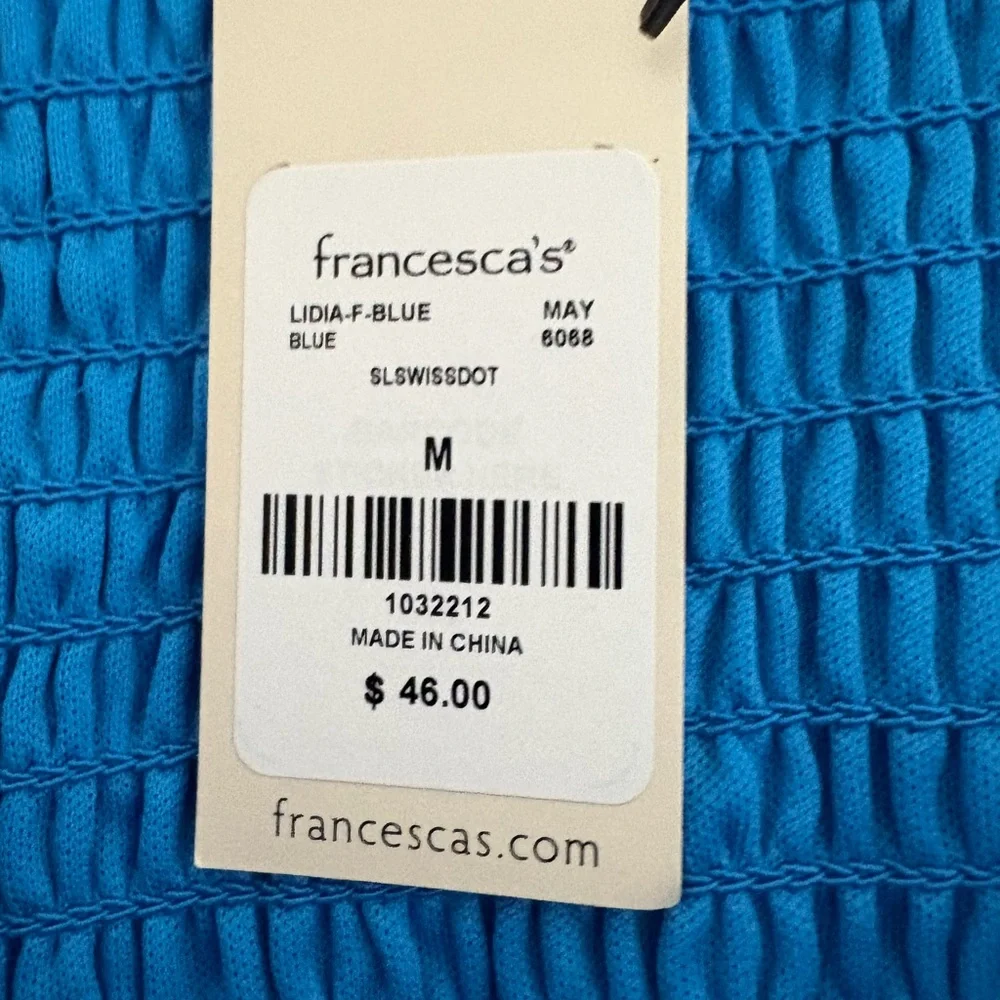 francesca's®
LIDIA-F-BLUE MAY
BLUE 6068
SLSWISSDOT
M
1032212
MADE IN CHINA
$ 46.00
francescas.com